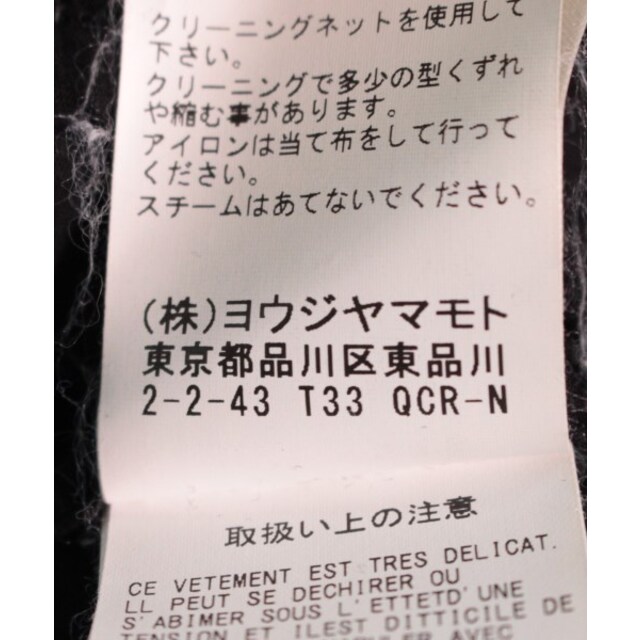 クリーニングネットを使用して
下さい。
クリーニングで多少の型くずれ
や縮む事があります。
アイロンは当て布をして行って
ください。
スチームはあてないでください。
(株)ヨウジヤマモト
東京都品川区東品川
2-2-43 T33 QCR-N
取扱い上の注意
CE VETEMENT EST TRES DELICAT.
LL PEUT SE DECHIRER OU
S'ABIMER SOUS L'ETTETD'UNE
TENSION ET ILEST DITTICILE DE
AVEC